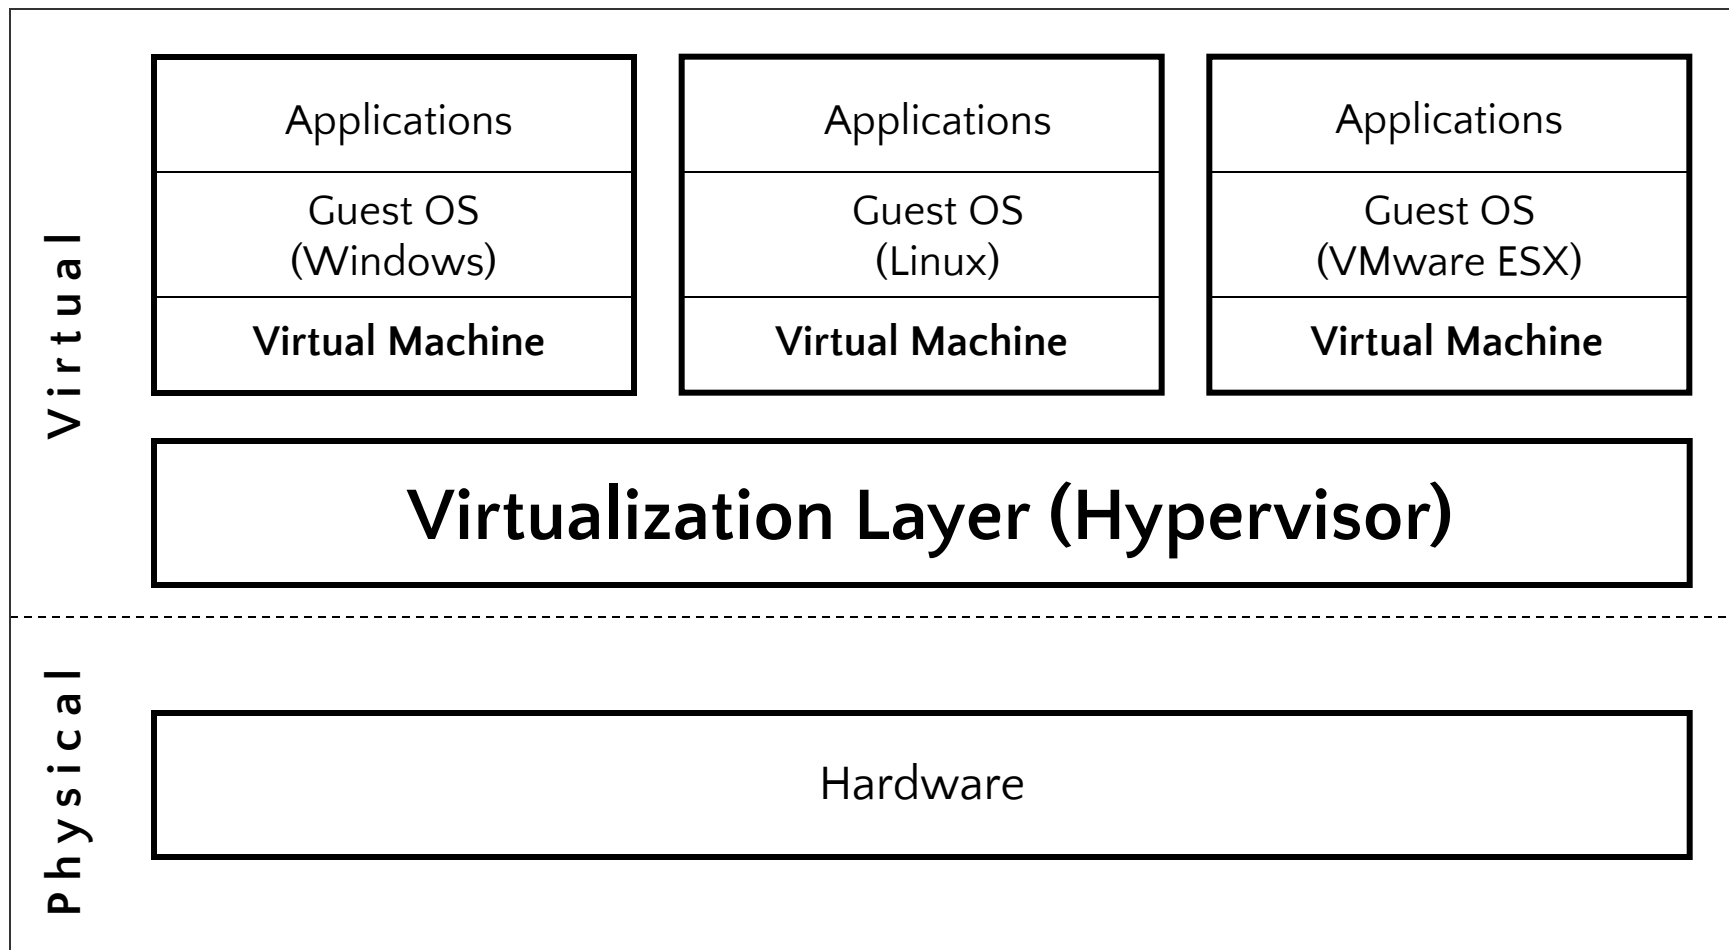 Virtual
Applications
Guest OS
(Windows)
Virtual Machine
Applications
Guest OS
(Linux)
Virtual Machine
Applications
Guest OS
(VMware ESX)
Virtual Machine
Virtualization Layer (Hypervisor)
Physical
Hardware